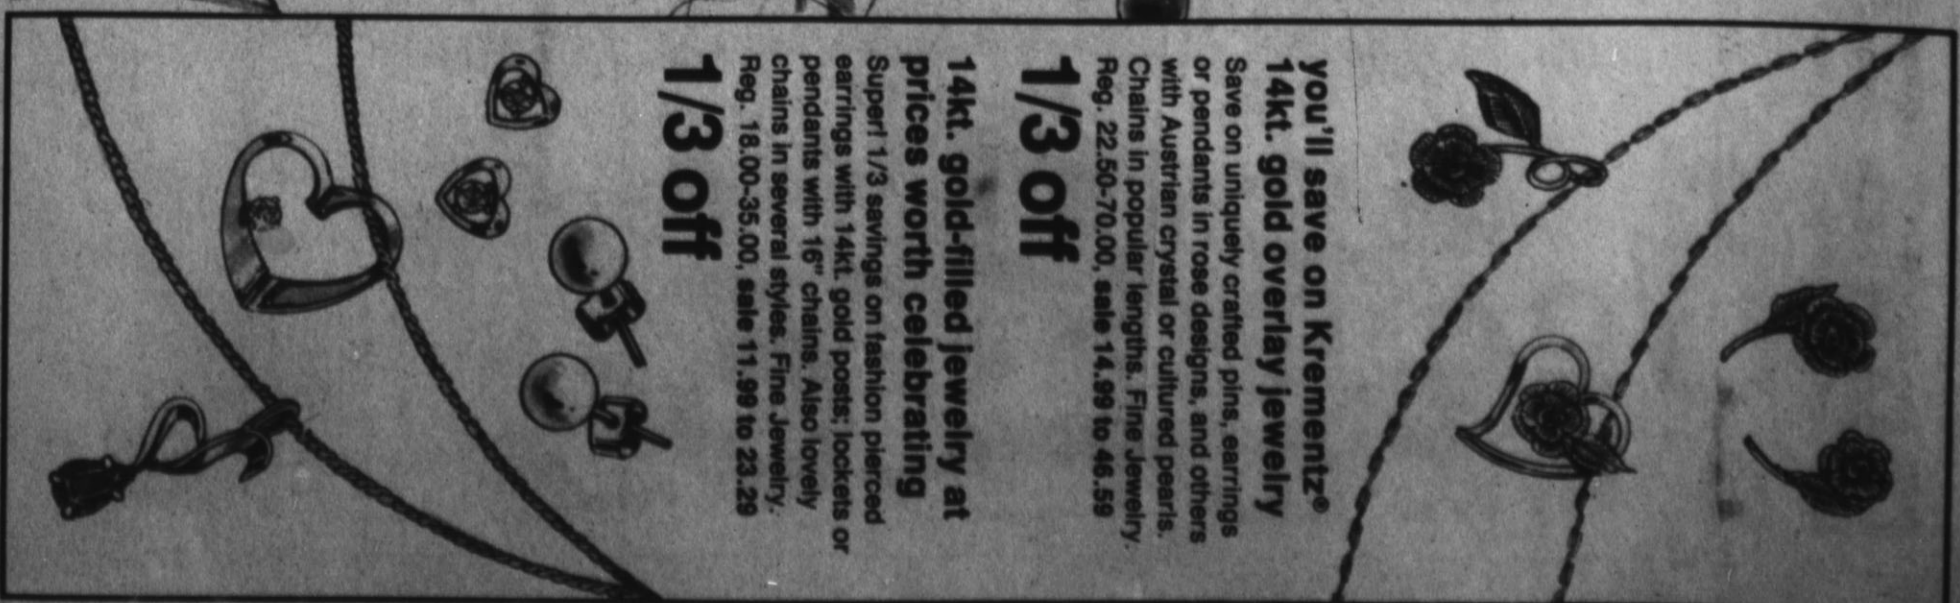 you'll save on Krementz®
14kt. gold overlay jewelry
Save on uniquely crafted pins, earrings
or pendants in rose designs, and others
with Austrian crystal or cultured pearls.
Chains in popular lengths. Fine Jewelry.
Reg. 22.50-70.00, sale 14.99 to 46.59
1/3 off
14kt. gold-filled jewelry at
prices worth celebrating
Super! 1/3 savings on fashion pierced
earrings with 14kt. gold posts; lockets or
pendants with 16" chains. Also lovely
chains in several styles. Fine Jewelry.
Reg. 18.00-35.00, sale 11.99 to 23.29
1/3 off